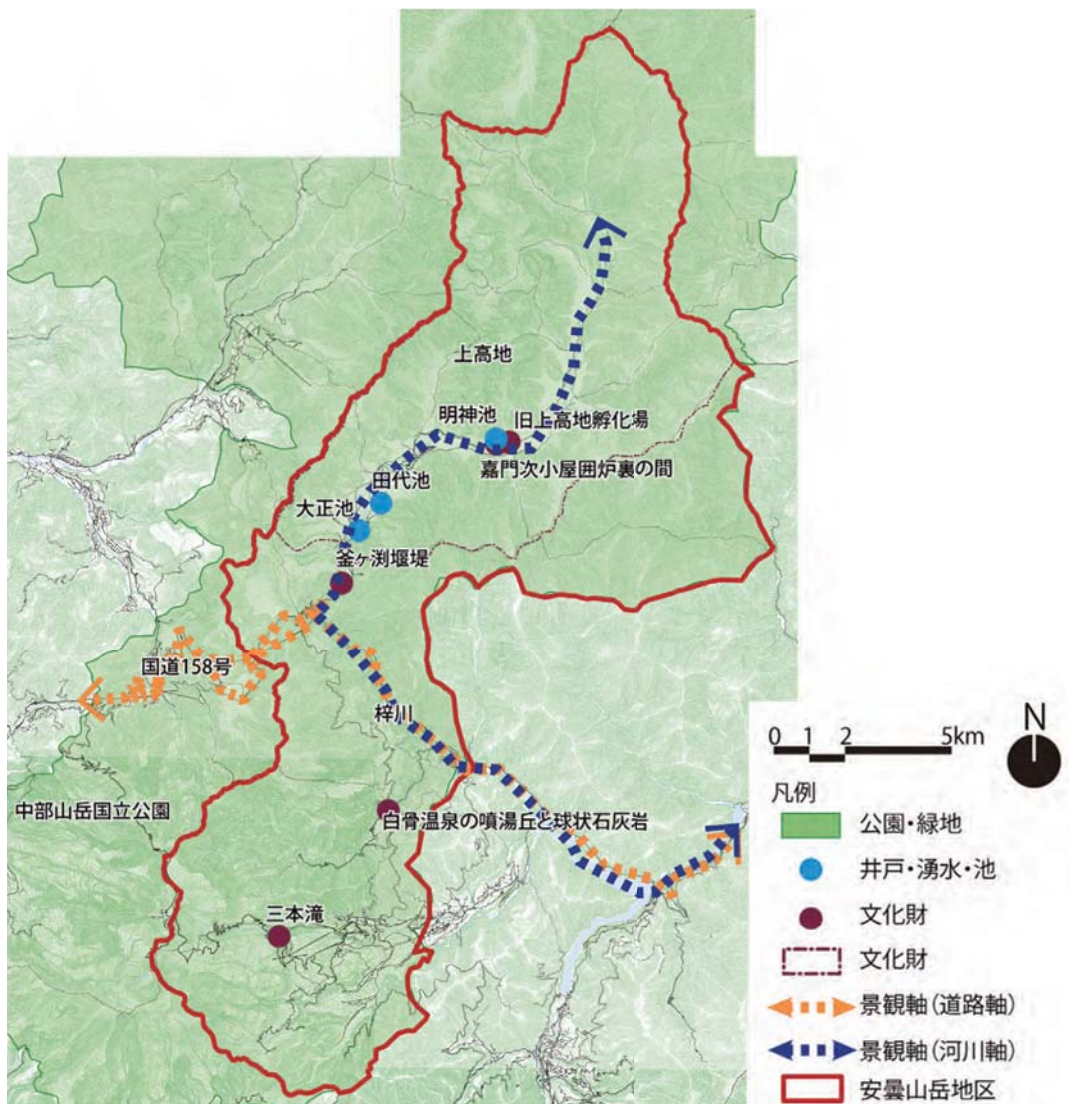 上高地
明神池
旧上高地孵化場
嘉門次小屋囲炉裏の間
田代池
大正池
釜ヶ渕堰堤
国道158号
梓川
中部山岳国立公園
白骨温泉の噴湯丘と球状石灰岩
三本滝
N
0 1 2 5km
凡例
公園・緑地
井戸・湧水・池
文化財
文化財
景観軸(道路軸)
景観軸(河川軸)
安曇山岳地区